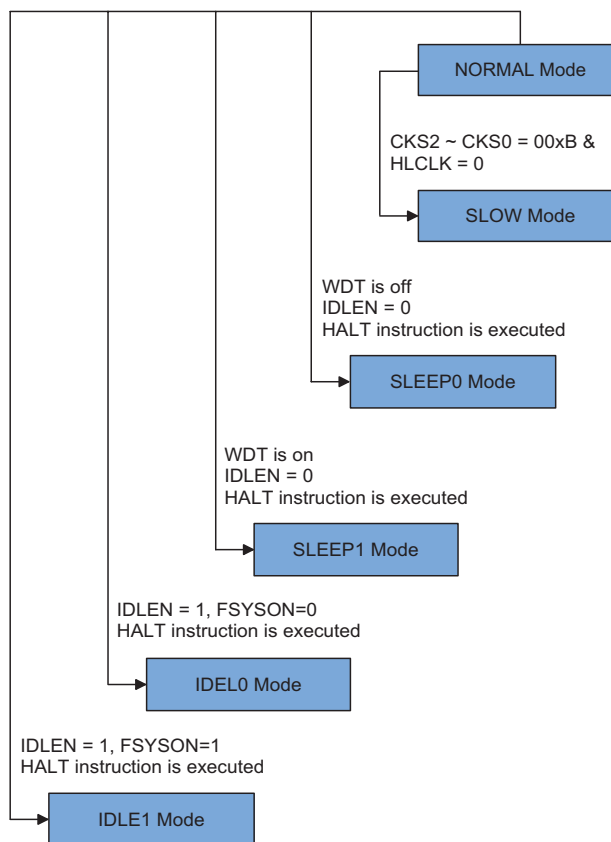 NORMAL Mode
CKS2 ~ CKS0 = 00xB &
HLCLK = 0
SLOW Mode
WDT is off
IDLEN = 0
HALT instruction is executed
SLEEP0 Mode
WDT is on
IDLEN = 0
HALT instruction is executed
SLEEP1 Mode
IDLEN = 1, FSYSON=0
HALT instruction is executed
IDEL0 Mode
IDLEN = 1, FSYSON=1
HALT instruction is executed
IDLE1 Mode